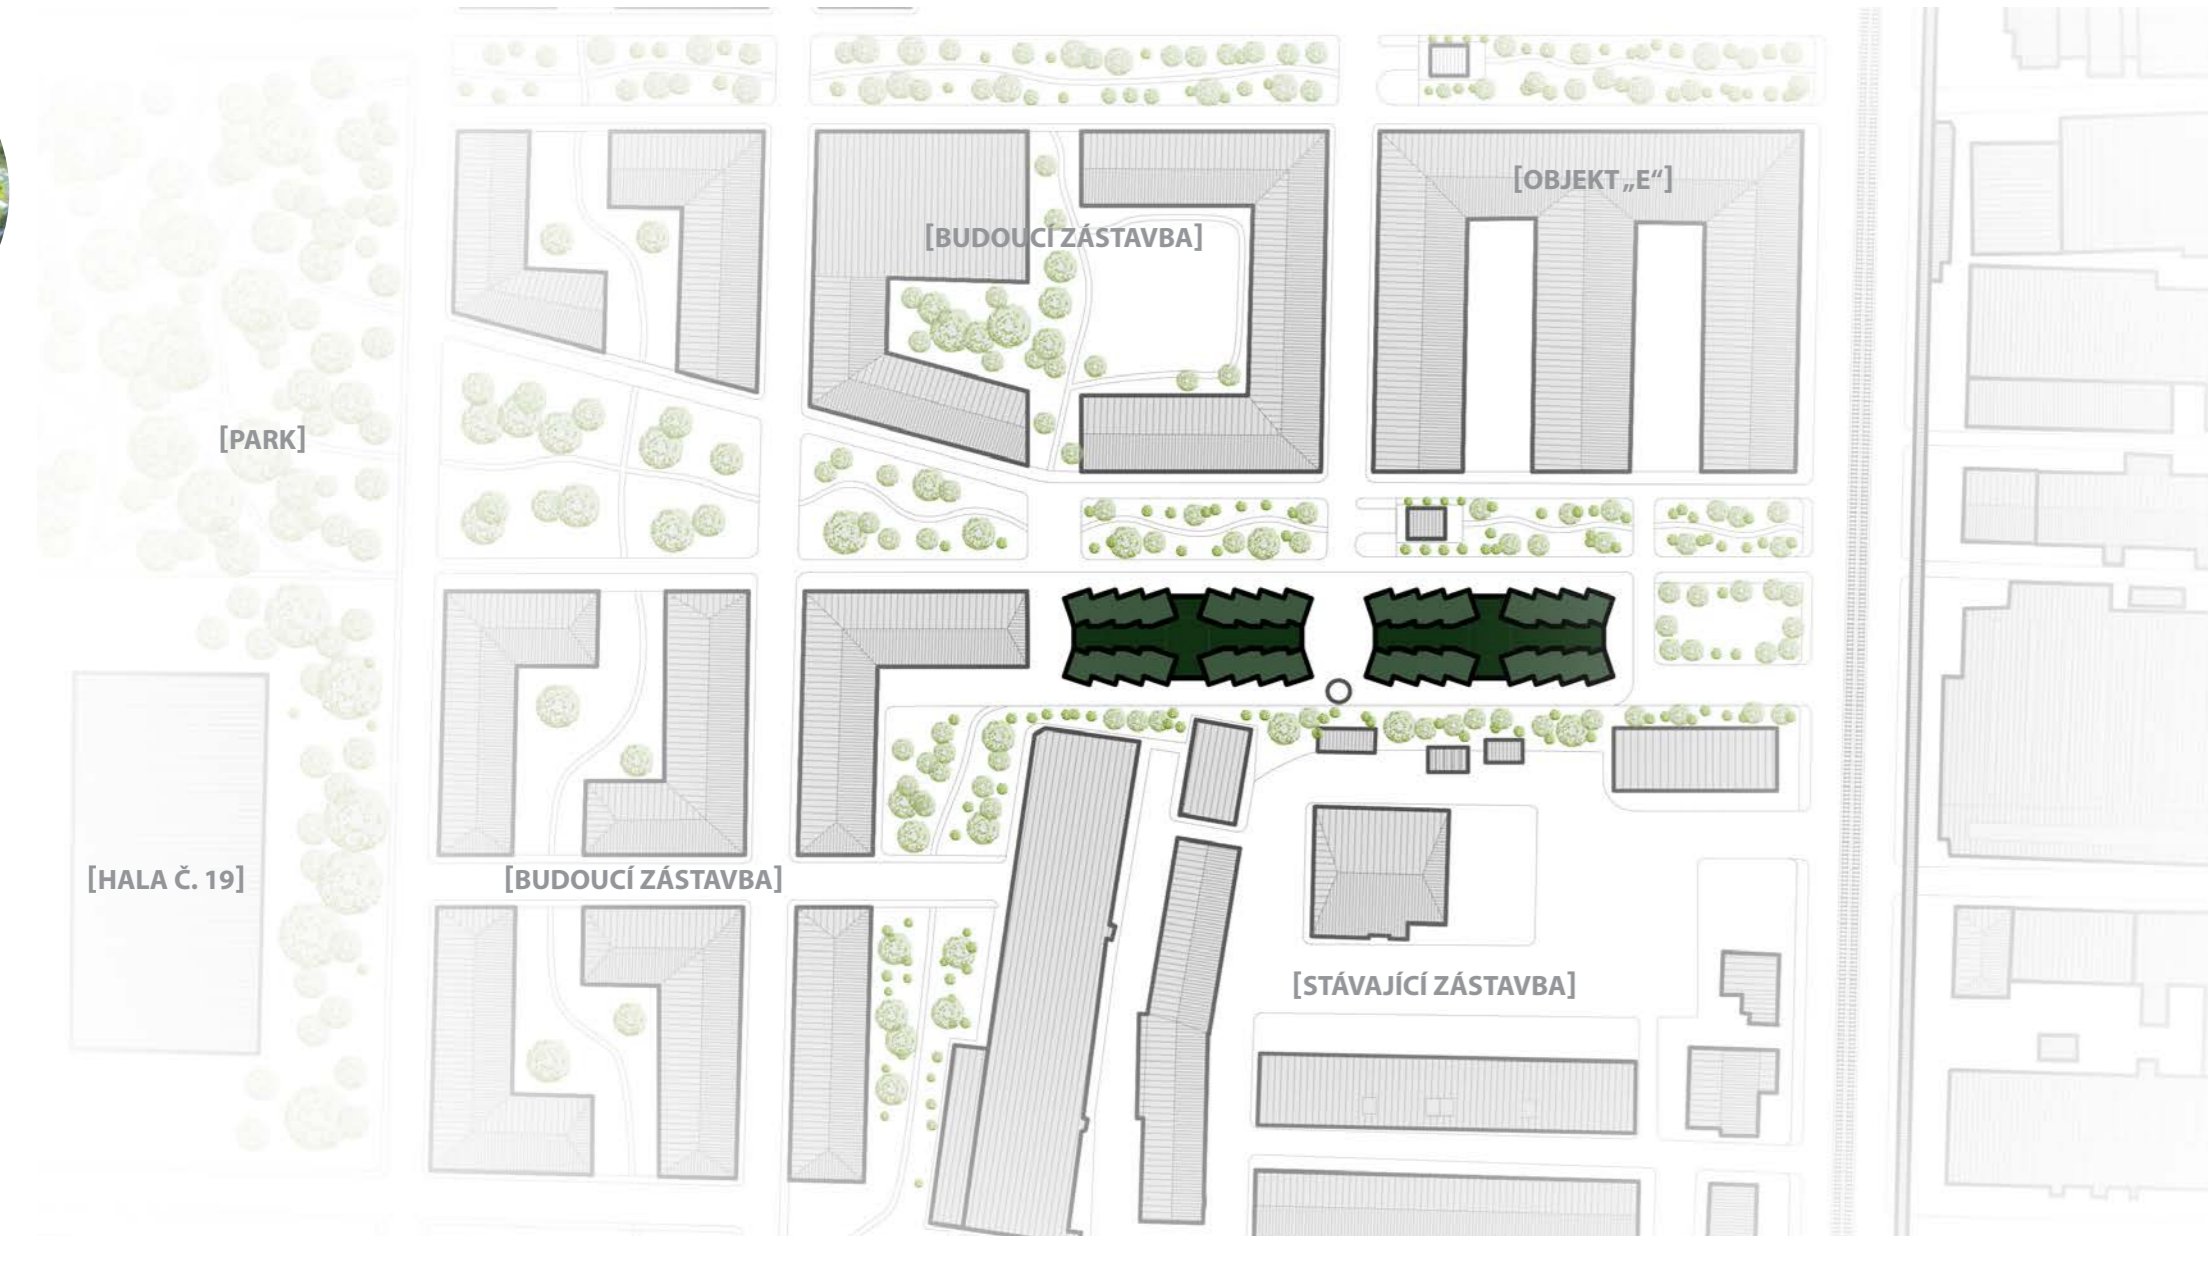 [OBJEKT „E“]
[BUDOUCÍ ZÁSTAVBA]
[PARK]
[HALA Č. 19]
[BUDOUCÍ ZÁSTAVBA]
[STÁVAJÍCÍ ZÁSTAVBA]